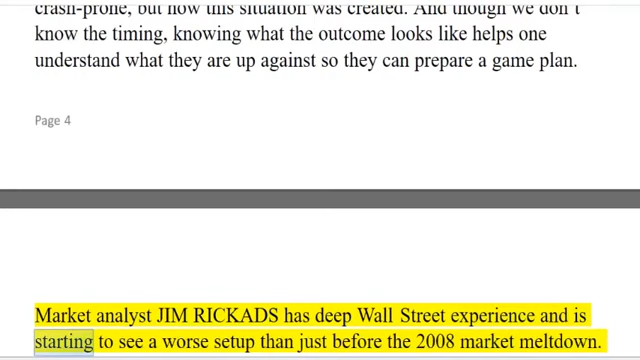 crash-prone, but how this situation was created. And though we don't
know the timing, knowing what the outcome looks like helps one
understand what they are up against so they can prepare a game plan.
Page 4
Market analyst JIM RICKADS has deep Wall Street experience and is
starting to see a worse setup than just before the 2008 market meltdown.